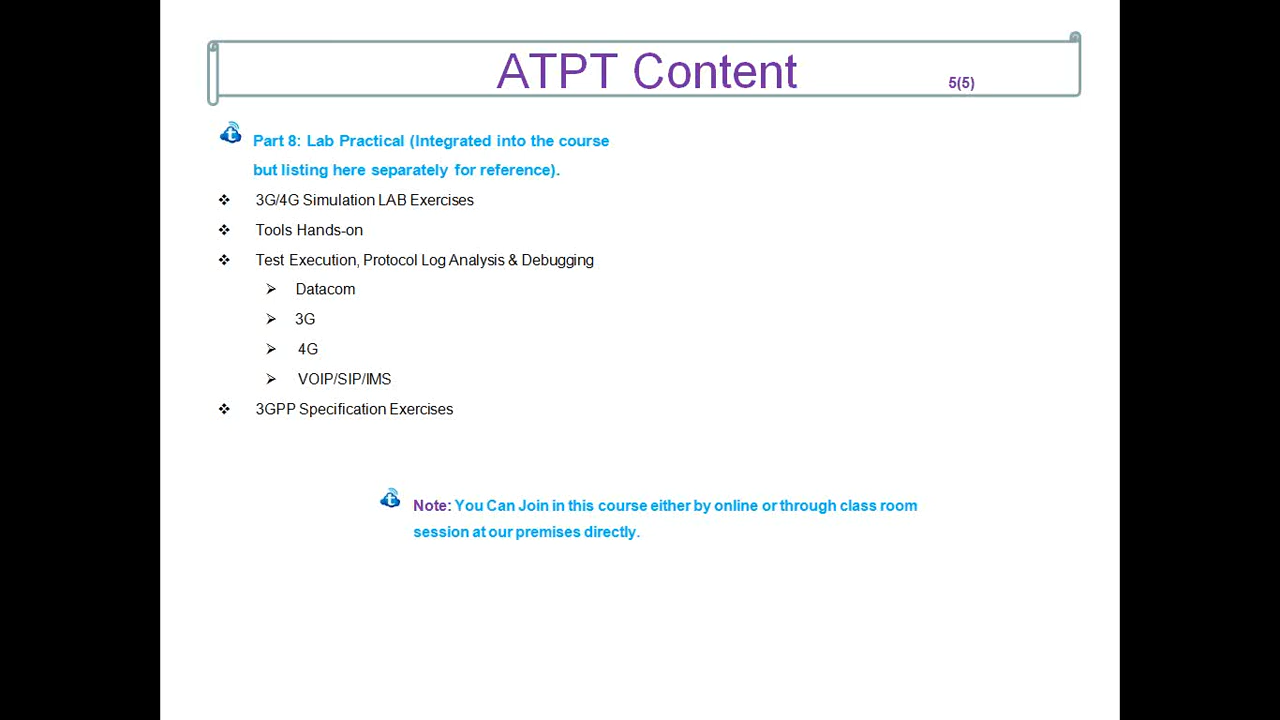 ATPT Content 5(5)
Part 8: Lab Practical (Integrated into the course
but listing here separately for reference).
3G/4G Simulation LAB Exercises
Tools Hands-on
Test Execution, Protocol Log Analysis & Debugging
Datacom
3G
4G
VOIP/SIP/IMS
3GPP Specification Exercises
Note: You Can Join in this course either by online or through class room
session at our premises directly.